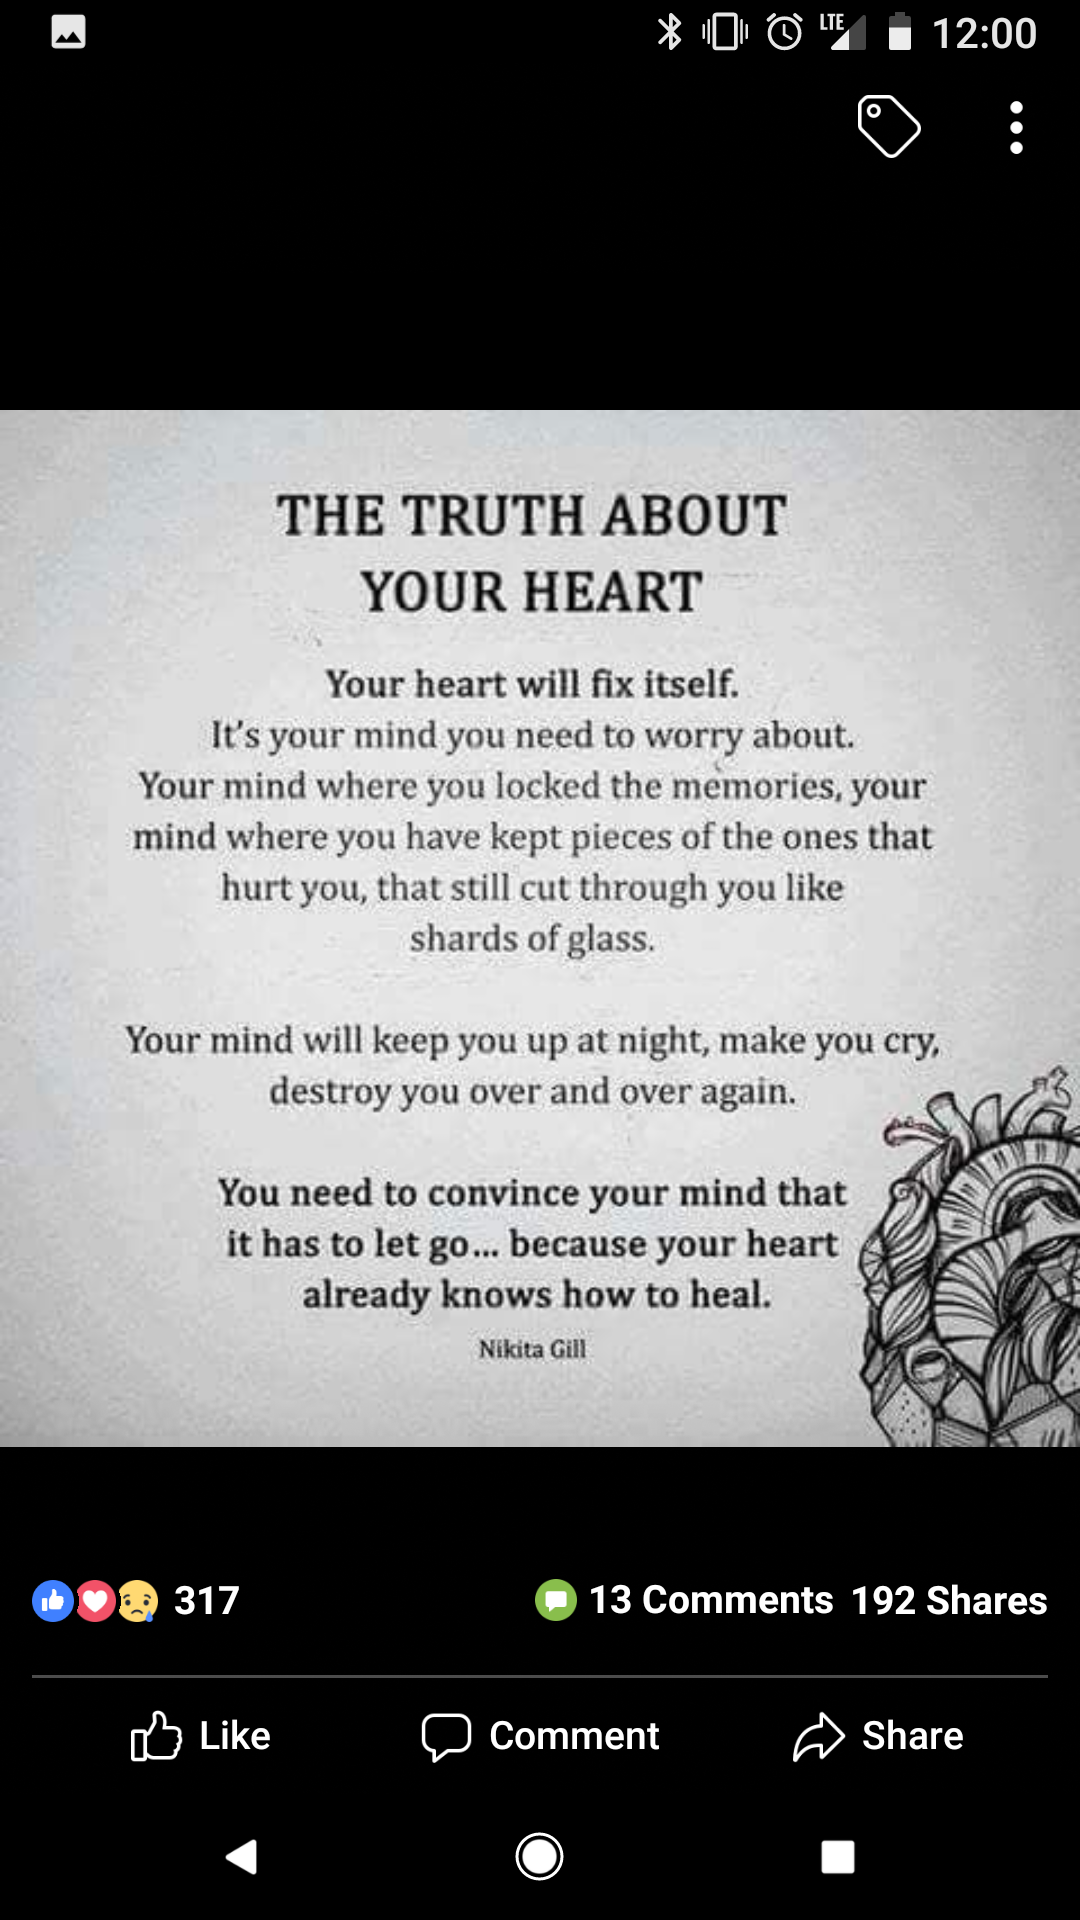 LTE 12:00
THE TRUTH ABOUT
YOUR HEART
Your heart will fix itself.
It's your mind you need to worry about.
Your mind where you locked the memories, your
mind where you have kept pieces of the ones that
hurt you, that still cut through you like
shards of glass.
Your mind will keep you up at night, make you cry,
destroy you over and over again.
You need to convince your mind that
it has to let go... because your heart
already knows how to heal.
Nikita Gill
317 13 Comments 192 Shares
Like Comment Share